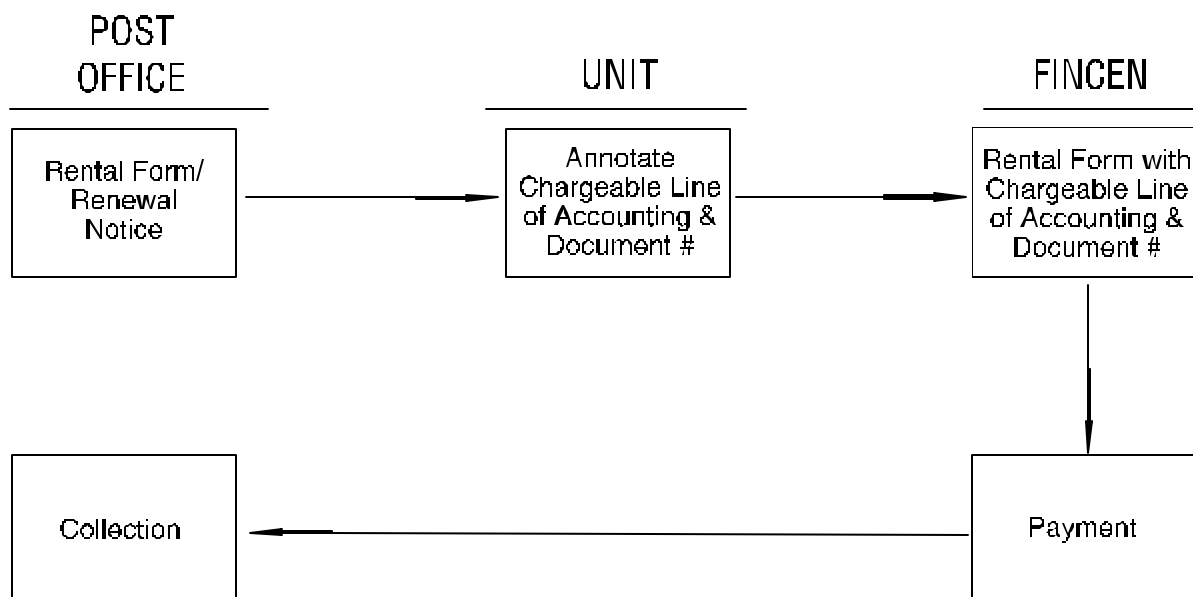 POST
OFFICE
UNIT
FINCEN
Rental Form/
Renewal
Notice
Annotate
Chargeable Line
of Accounting &
Document #
Rental Form with
Chargeable Line
of Accounting &
Document #
Collection
Payment